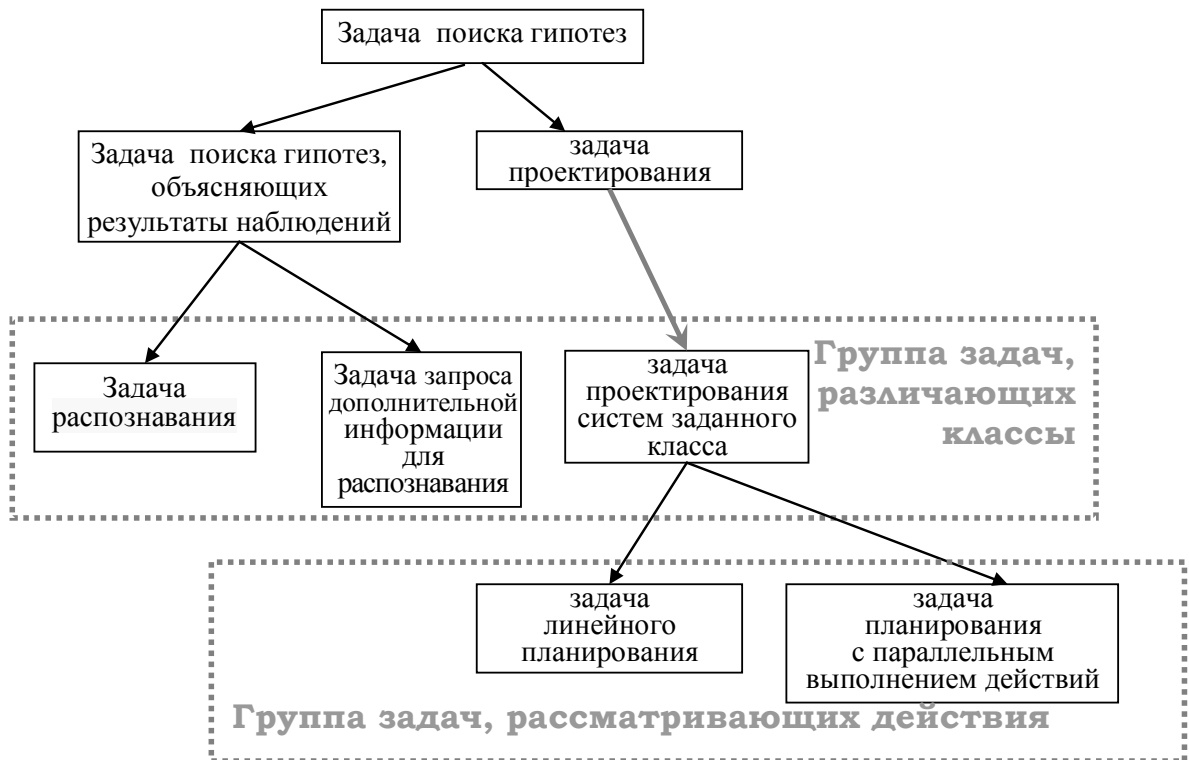 Задача поиска гипотез
Задача поиска гипотез,
объясняющих
результаты наблюдений
задача
проектирования
Задача
распознавания
Задача запроса
дополнительной
информации
для
распознавания
задача
проектирования
систем заданного
класса
Группа задач,
различающих
классы
задача
линейного
планирования
задача
планирования
с параллельным
выполнением действий
Группа задач, рассматривающих действия